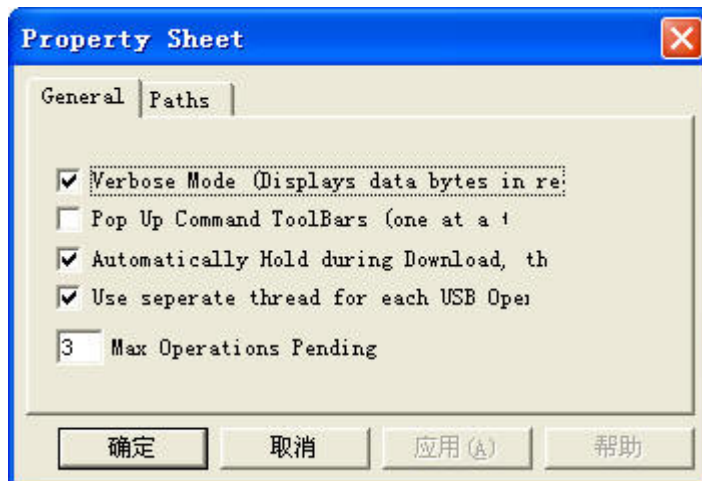 Property Sheet
General Paths
Verbose Mode (Displays data bytes in re
Pop Up Command ToolBars (one at a
Automatically Hold during Download, th
Use seperate thread for each USB
3 Max Operations Pending
确定 取消 应用(A) 帮助